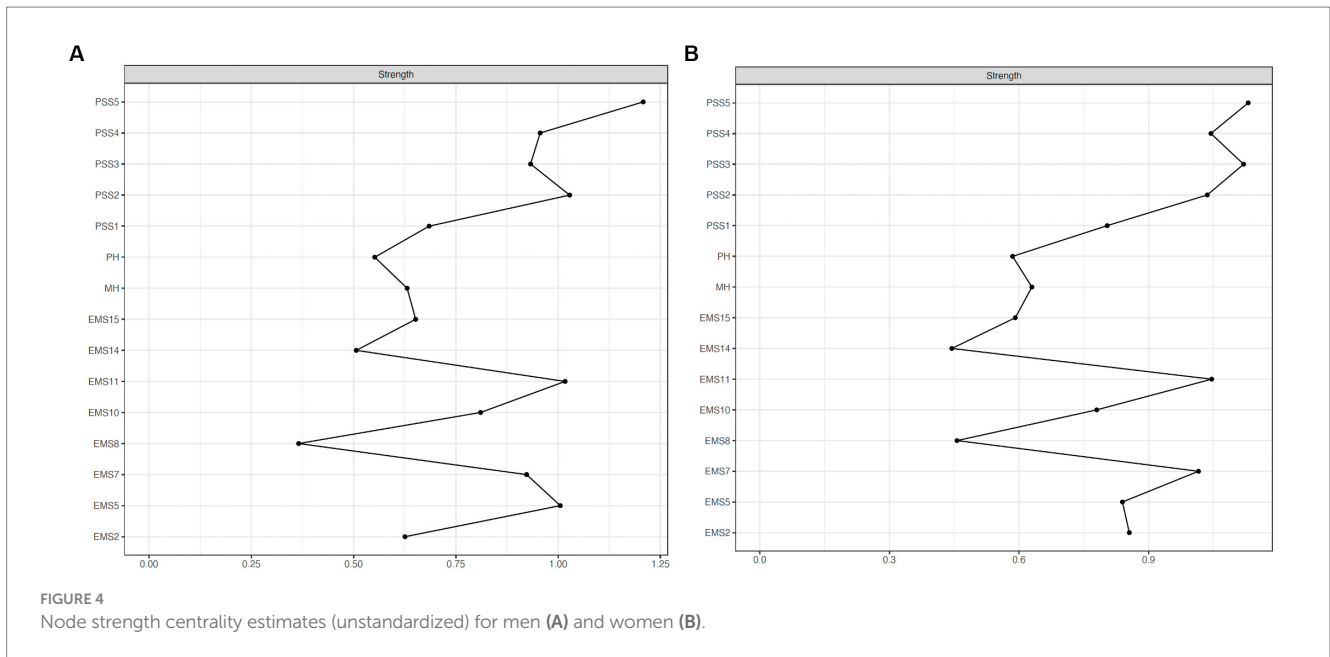 A
Strength
PSS5
PSS4
PSS3
PSS2
PSS1
PH
MH
EMS15
EMS14
EMS11
EMS10
EMS8
EMS7
EMS5
EMS2
0.00 0.25 0.50 0.75 1.00 1.25
B
Strength
PSS5
PSS4
PSS3
PSS2
PSS1
PH
MH
EMS15
EMS14
EMS11
EMS10
EMS8
EMS7
EMS5
EMS2
0.0 0.3 0.6 0.9
FIGURE 4
Node strength centrality estimates (unstandardized) for men (A) and women (B).